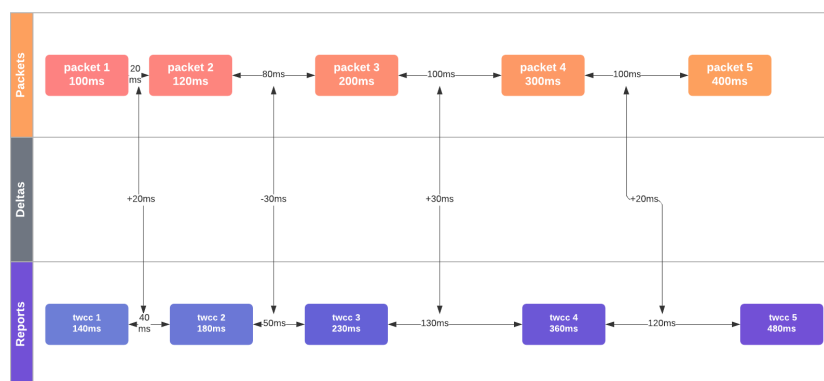 Packets
packet 1
100ms
20
ms
packet 2
120ms
80ms
packet 3
200ms
100ms
packet 4
300ms
100ms
packet 5
400ms
Deltas
+20ms
-30ms
+30ms
+20ms
Reports
twcc 1
140ms
40
ms
twcc 2
180ms
50ms
twcc 3
230ms
130ms
twcc 4
360ms
120ms
twcc 5
480ms